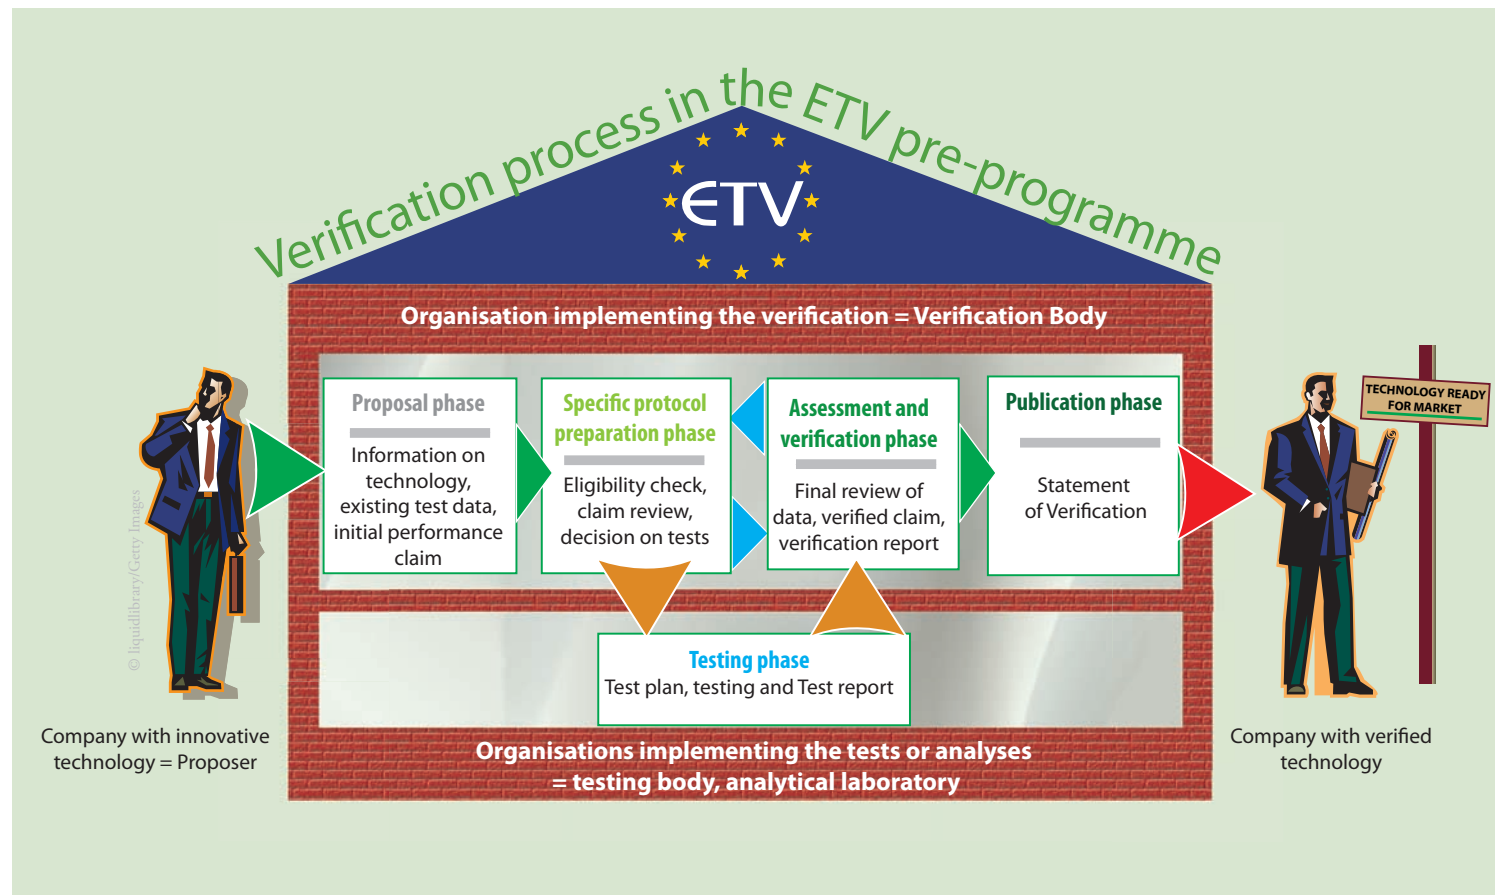 Verification process in the ETV pre-programme
ETV
Organisation implementing the verification = Verification Body
Proposal phase
Information on
technology,
existing test data,
initial performance
claim
Specific protocol
preparation phase
Eligibility check,
claim review,
decision on tests
Assessment and
verification phase
Final review of
data, verified claim,
verification report
Publication phase
Statement
of Verification
TECHNOLOGY READY
FOR MARKET
Testing phase
Test plan, testing and Test report
Organisations implementing the tests or analyses
= testing body, analytical laboratory
Company with innovative
technology = Proposer
Company with verified
technology
© liquidlibrary/Getty Images